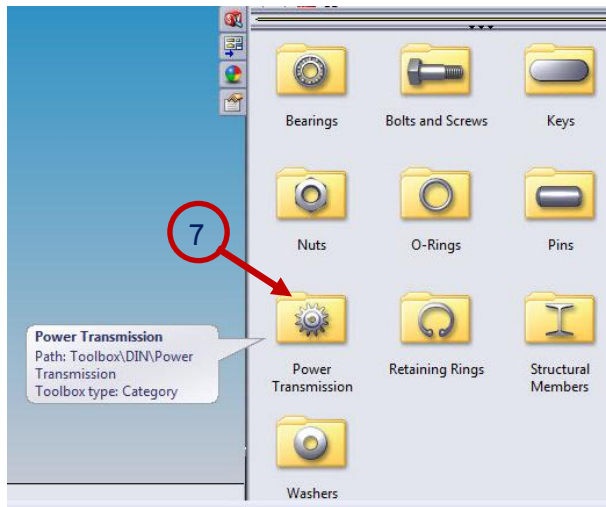 Bearings
Bolts and Screws
Keys
Nuts
O-Rings
Pins
7
Power Transmission
Path: Toolbox\DIN\Power
Transmission
Toolbox type: Category
Power
Transmission
Retaining Rings
Structural
Members
Washers